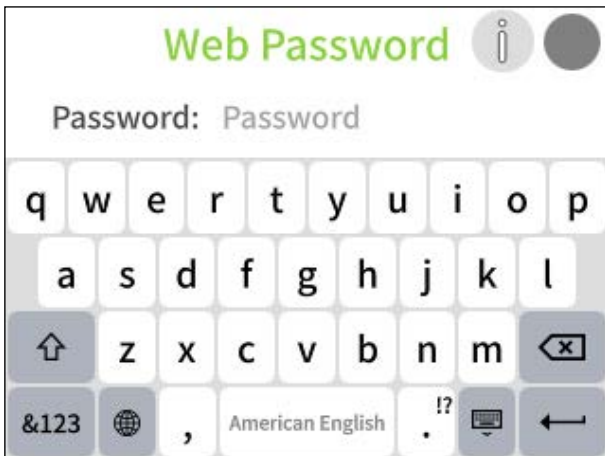 Web Password i
Password: Password
q w e r t y u i o p
a s d f g h j k l
z x c v b n m
&123 , American English . !?